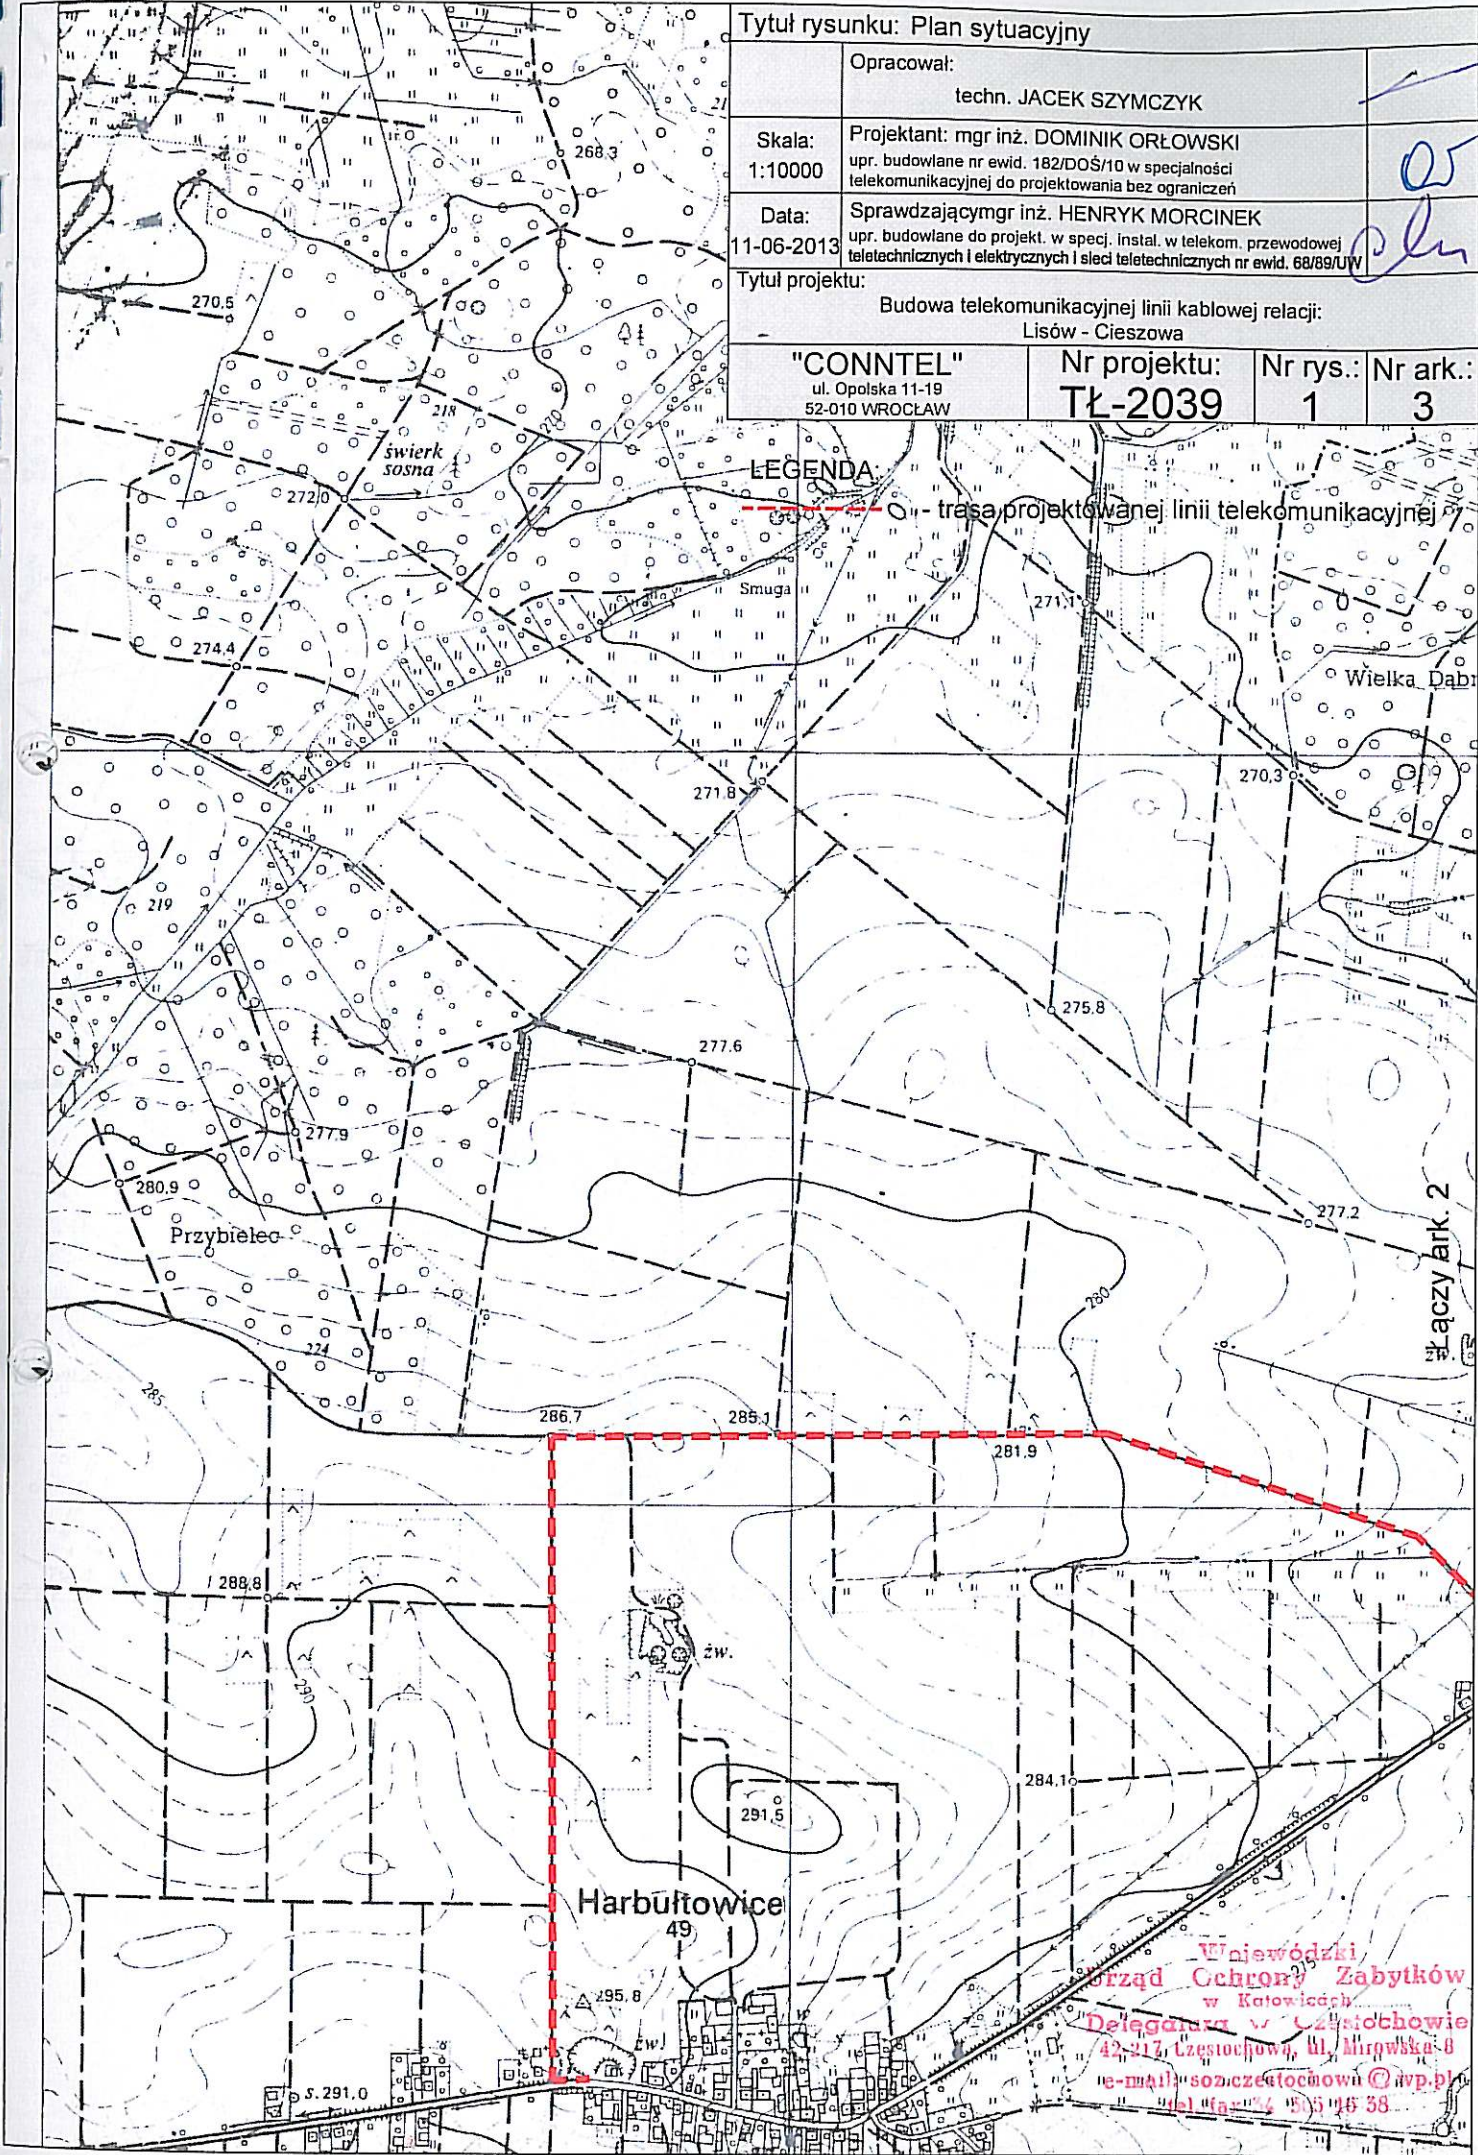 Tytuł rysunku: Plan sytuacyjny
Opracował:
techn. JACEK SZYMCZYK
Skala:
1:10000
Projektant: mgr inż. DOMINIK ORŁOWSKI
upr. budowlane nr ewid. 182/DOŚ/10 w specjalności
telekomunikacyjnej do projektowania bez ograniczeń
Data:
11-06-2013
Sprawdzającymgr inż. HENRYK MORCINEK
upr. budowlane do projekt. w specj. instal. w telekom. przewodowej
teletechnicznych i elektrycznych i sieci teletechnicznych nr ewid. 68/89/UW
Tytuł projektu:
Budowa telekomunikacyjnej linii kablowej relacji:
Lisów - Cieszowa
"CONNTEL"
ul. Opolska 11-19
52-010 WROCŁAW
Nr projektu:
TŁ-2039
Nr rys.:
1
Nr ark.:
3
LEGENDA:
- trasa projektowanej linii telekomunikacyjnej
268,3
270,5
218
270
świerk
sosna
272,0
Smuga
271,1
274,4
Wielka Dąbr
270,3
271,8
219
275,8
277.6
277,9
280,9
Przybielec
277,2
Łączy ark. 2
280
224
żw.
285
286,7
285,1
281,9
288,8
żw.
290
284,1
291,5
Harbułtowice
49
275
295,8
żw.
s.291,0
Wojewódzki
Urząd Ochrony Zabytków
w Katowicach
Delegatura w Częstochowie
42-217, Częstochowa, ul. Mirowska 8